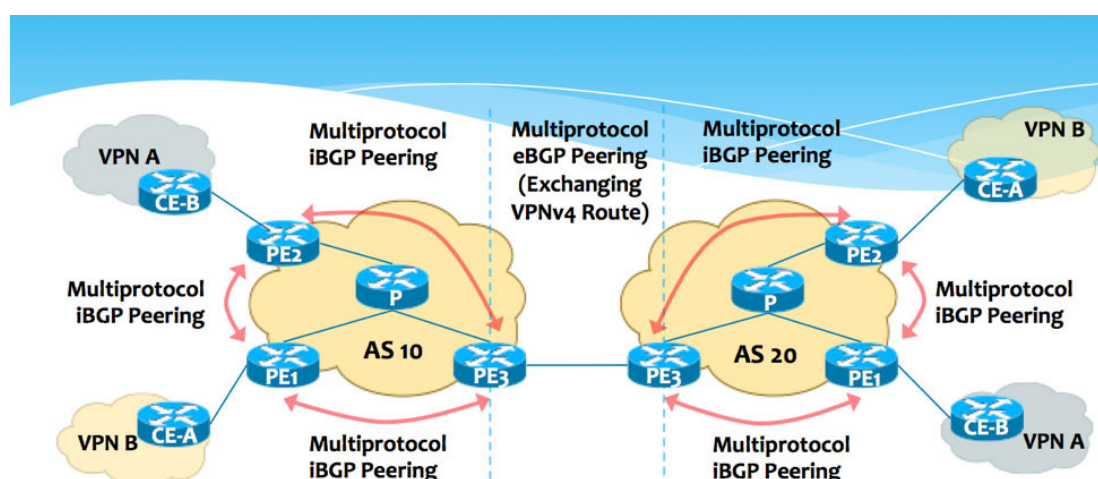 Multiprotocol
iBGP Peering
Multiprotocol
eBGP Peering
(Exchanging
VPNv4 Route)
Multiprotocol
iBGP Peering
VPN B
VPN A
CE-B
CE-A
PE2
PE2
Multiprotocol
iBGP Peering
P
P
Multiprotocol
iBGP Peering
AS 10
AS 20
PE1
PE3
PE3
PE1
VPN B
CE-A
CE-B
VPN A
Multiprotocol
iBGP Peering
Multiprotocol
iBGP Peering